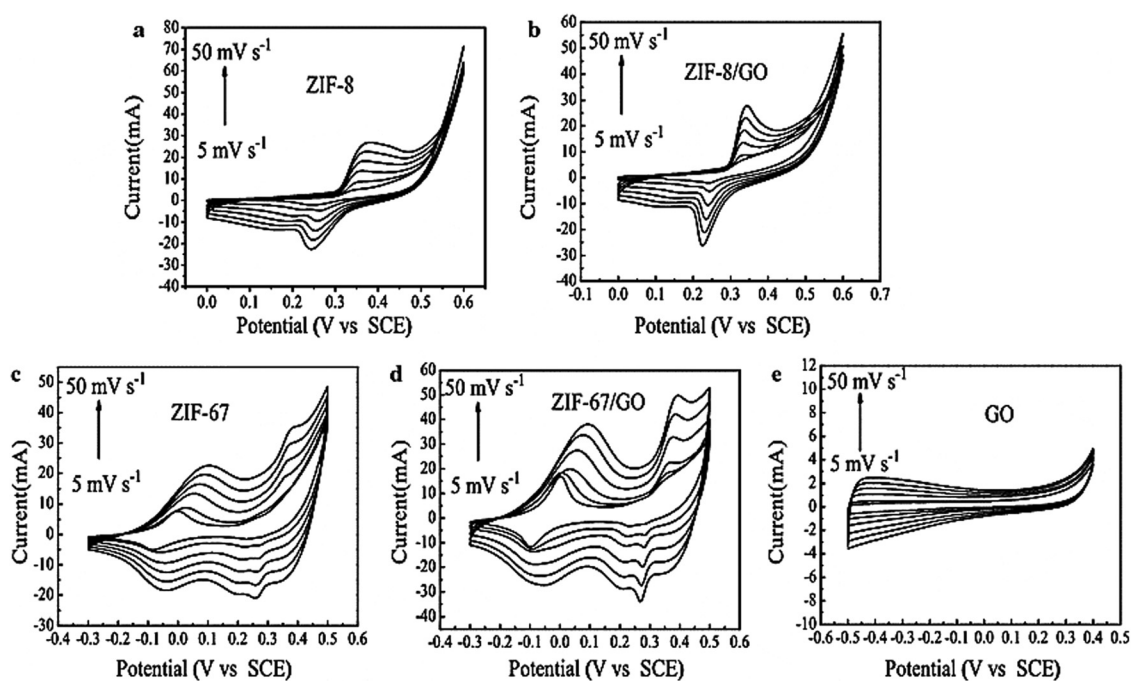 a
50 mV s-1
ZIF-8
5 mV s-1
Current(mA)
80
70
60
50
40
30
20
10
0
-10
-20
-30
-40
0.0 0.1 0.2 0.3 0.4 0.5 0.6
Potential (V vs SCE)
b
50 mV s-1
ZIF-8/GO
5 mV s-1
Current(mA)
60
50
40
30
20
10
0
-10
-20
-30
-40
-0.1 0.0 0.1 0.2 0.3 0.4 0.5 0.6 0.7
Potential (V vs SCE)
c
50 mV s-1
ZIF-67
5 mV s-1
Current(mA)
50
40
30
20
10
0
-10
-20
-30
-0.4 -0.3 -0.2 -0.1 0.0 0.1 0.2 0.3 0.4 0.5 0.6
Potential (V vs SCE)
d
50 mV s-1
ZIF-67/GO
5 mV s-1
Current(mA)
60
50
40
30
20
10
0
-10
-20
-30
-40
-0.4 -0.3 -0.2 -0.1 0.0 0.1 0.2 0.3 0.4 0.5 0.6
Potential (V vs SCE)
e
50 mV s-1
GO
5 mV s-1
Current(mA)
12
10
8
6
4
2
0
-2
-4
-6
-8
-10
-0.6 -0.5 -0.4 -0.3 -0.2 -0.1 0.0 0.1 0.2 0.3 0.4 0.5
Potential (V vs SCE)